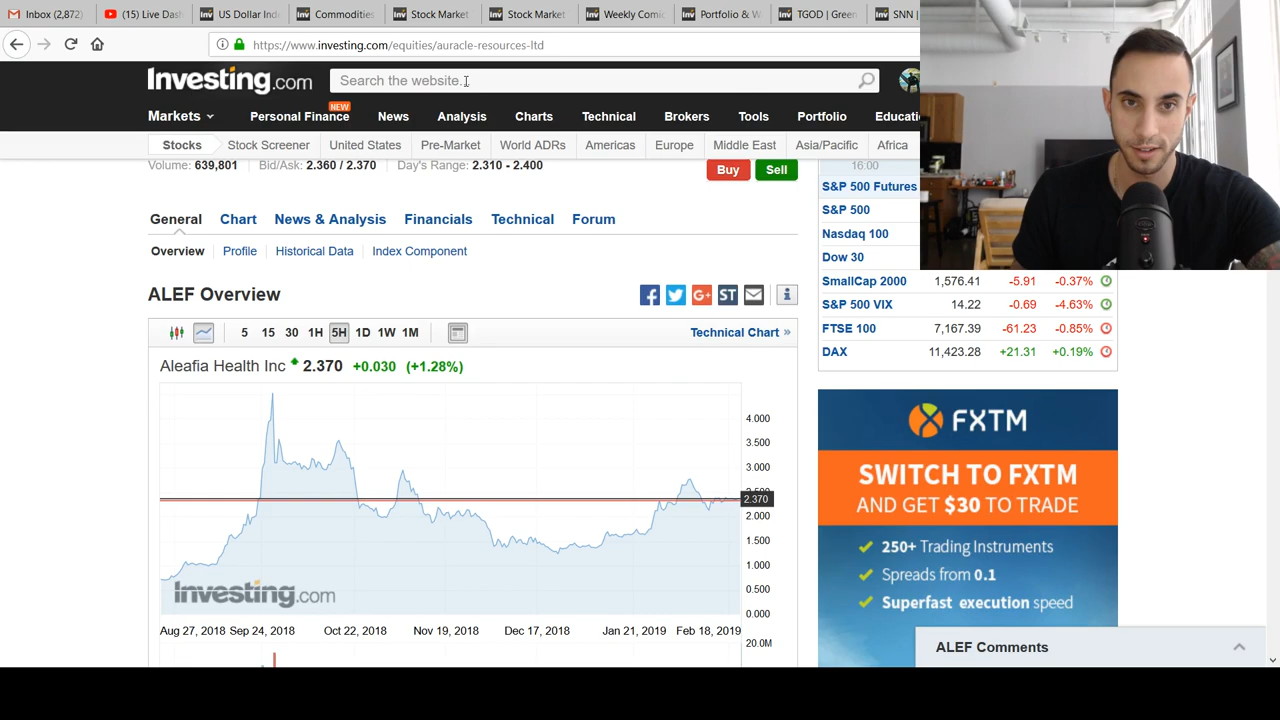 Inbox (2,872)
(15) Live Das
US Dollar Ind
Commodities
Stock Market
Stock Market
Weekly Comi
Portfolio & W
TGOD | Green
SNN |
https://www.investing.com/equities/auracle-resources-ltd
Investing.com
Search the website...
NEW
Markets
Personal Finance
News
Analysis
Charts
Technical
Brokers
Tools
Portfolio
Educati
Stocks
Stock Screener
United States
Pre-Market
World ADRs
Americas
Europe
Middle East
Asia/Pacific
Africa
Volume: 639,801
Bid/Ask: 2.360 / 2.370
Day's Range: 2.310 - 2.400
Buy
Sell
16:00
S&P 500 Futures
S&P 500
Nasdaq 100
Dow 30
SmallCap 2000 1,576.41 -5.91 -0.37%
S&P 500 VIX 14.22 -0.69 -4.63%
FTSE 100 7,167.39 -61.23 -0.85%
DAX 11,423.28 +21.31 +0.19%
General
Chart
News & Analysis
Financials
Technical
Forum
Overview
Profile
Historical Data
Index Component
ALEF Overview
ST
5 15 30 1H 5H 1D 1W 1M
Technical Chart »
Aleafia Health Inc 2.370 +0.030 (+1.28%)
4.000
3.500
3.000
2.370
2.000
1.500
1.000
0.500
0.000
Investing.com
Aug 27, 2018 Sep 24, 2018 Oct 22, 2018 Nov 19, 2018 Dec 17, 2018 Jan 21, 2019 Feb 18, 2019
20.0M
FXTM
SWITCH TO FXTM
AND GET $30 TO TRADE
250+ Trading Instruments
Spreads from 0.1
Superfast execution speed
ALEF Comments